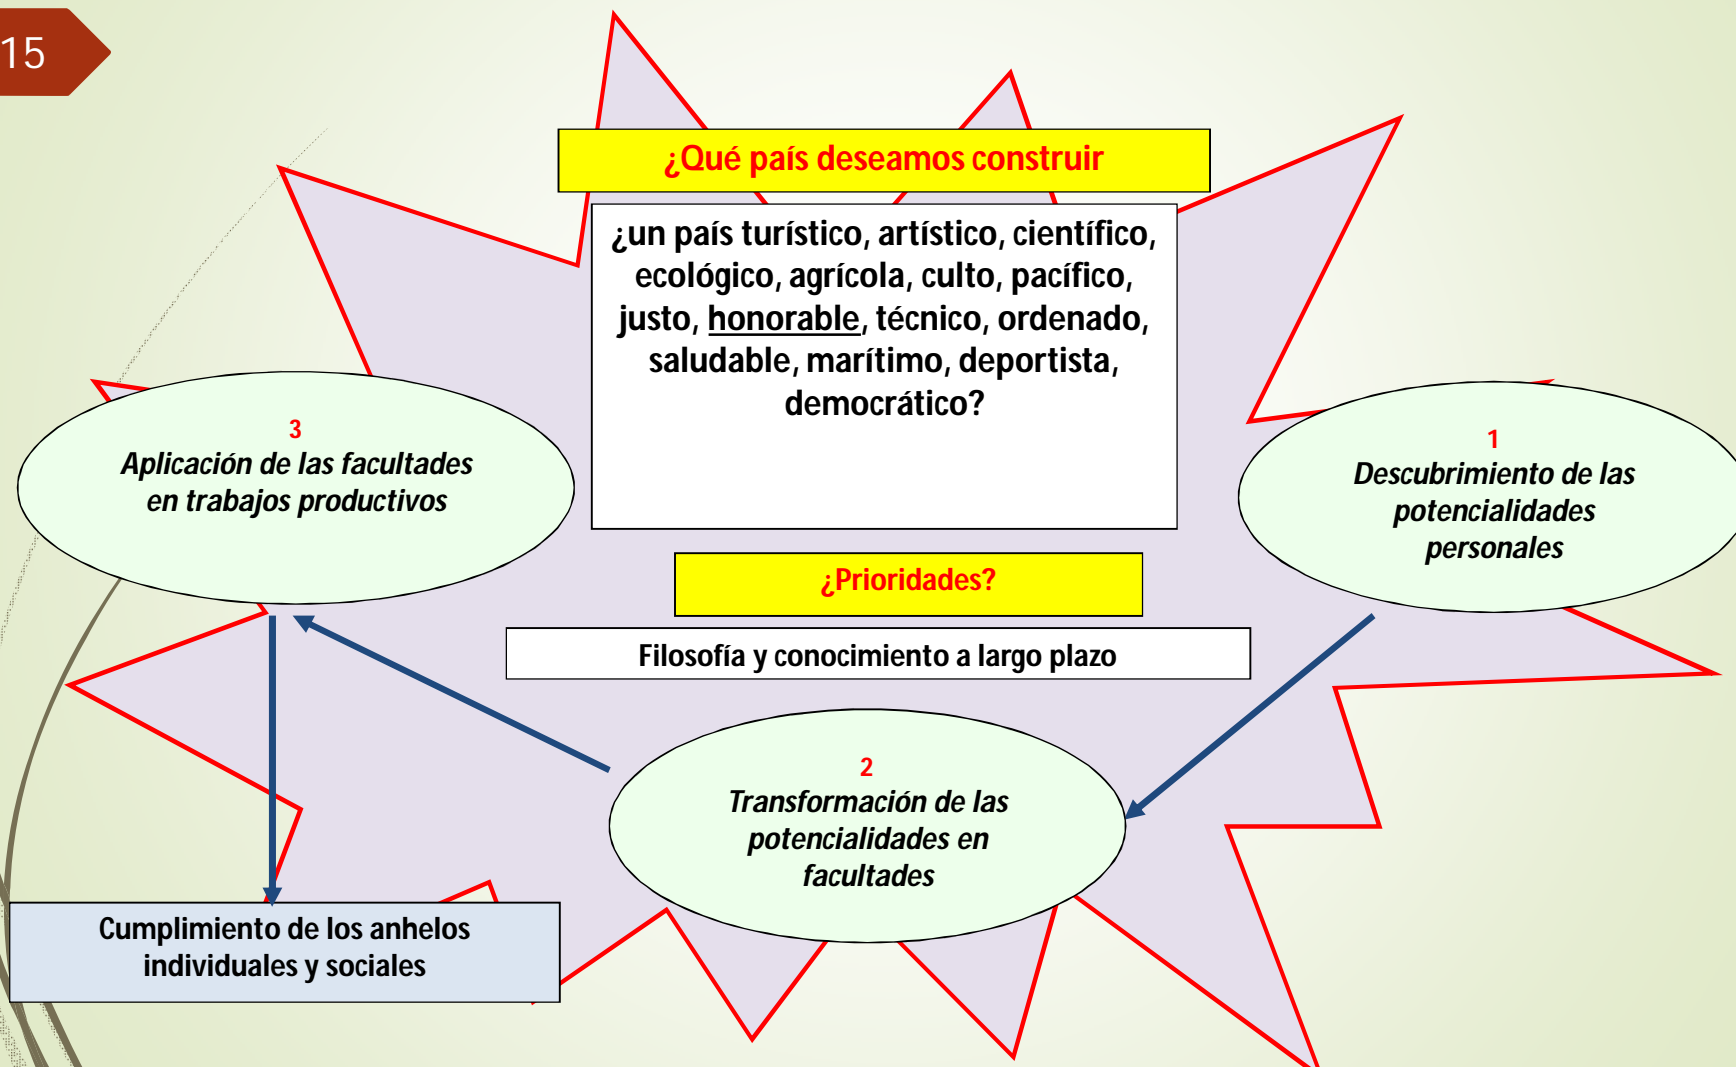 15
¿Qué país deseamos construir
¿un país turístico, artístico, científico,
ecológico, agrícola, culto, pacífico,
justo, honorable, técnico, ordenado,
saludable, marítimo, deportista,
democrático?
3
Aplicación de las facultades
en trabajos productivos
1
Descubrimiento de las
potencialidades
personales
¿Prioridades?
Filosofía y conocimiento a largo plazo
2
Transformación de las
potencialidades en
facultades
Cumplimiento de los anhelos
individuales y sociales